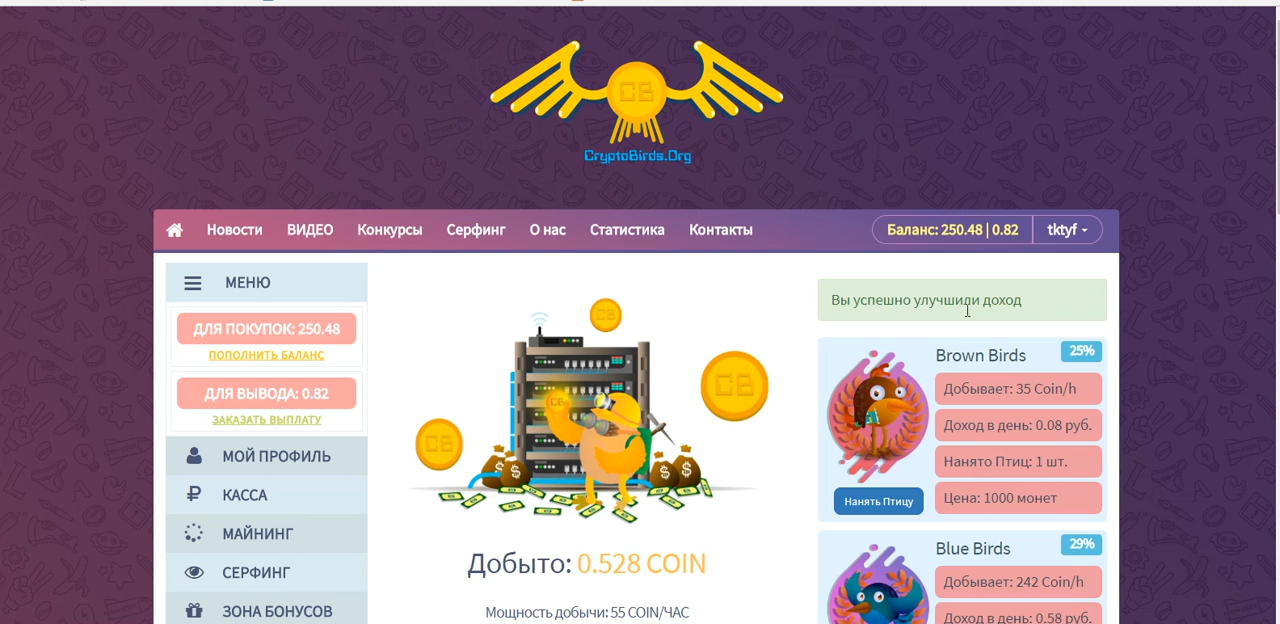 CB
CryptoBirds.Org
Новости ВИДЕО Конкурсы Серфинг О нас Статистика Контакты Баланс: 250.48 | 0.82 tktyf
МЕНЮ
ДЛЯ ПОКУПОК: 250.48
ПОПОЛНИТЬ БАЛАНС
ДЛЯ ВЫВОДА: 0.82
ЗАКАЗАТЬ ВЫПЛАТУ
МОЙ ПРОФИЛЬ
КАССА
МАЙНИНГ
СЕРФИНГ
ЗОНА БОНУСОВ
CB
CB
CB
CB
Добыто: 0.528 COIN
Мощность добычи: 55 COIN/ЧАС
Вы успешно улучшили доход
Brown Birds 25%
Добывает: 35 Coin/h
Доход в день: 0.08 руб.
Нанято Птиц: 1 шт.
Цена: 1000 монет
Нанять Птицу
Blue Birds 29%
Добывает: 242 Coin/h
Доход в день: 0.58 руб.